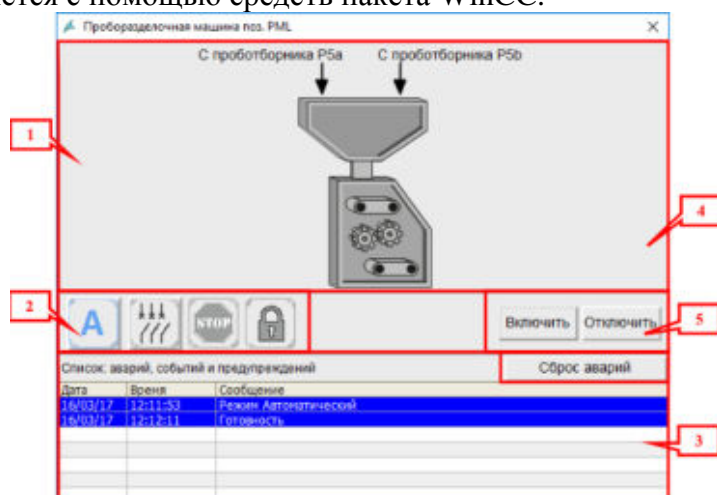 с помощью средств пакета WinCC.
Проборазделочная машина поз. PML
С пробоотборника P5a С пробоотборника P5b
1
4
2
A STOP
Включить Отключить
5
Список аварий, событий и предупреждений
Сброс аварий
Дата Время Сообщение
16/03/17 12:11:53 Режим Автоматический
16/03/17 12:12:11 Готовность
3